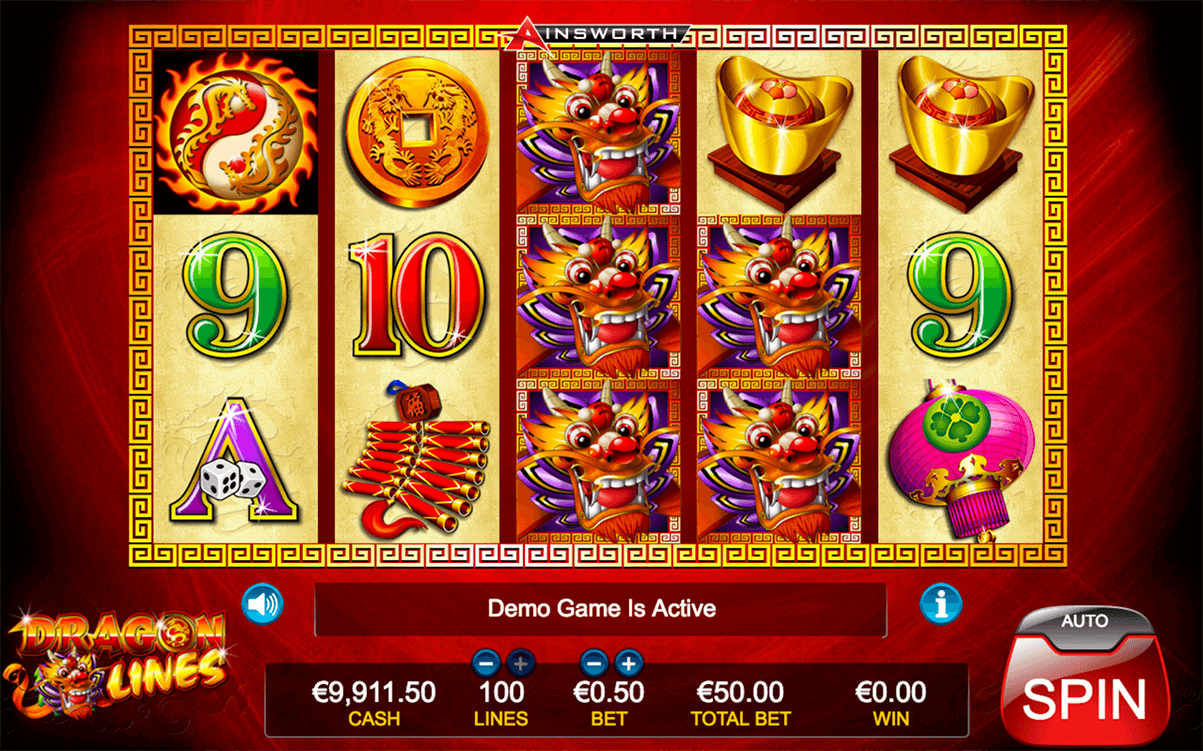 AINSWORTH
9
10
9
A
福
Demo Game Is Active
i
DRAGON
LINES
€9,911.50
CASH
100
LINES
€0.50
BET
€50.00
TOTAL BET
€0.00
WIN
AUTO
SPIN